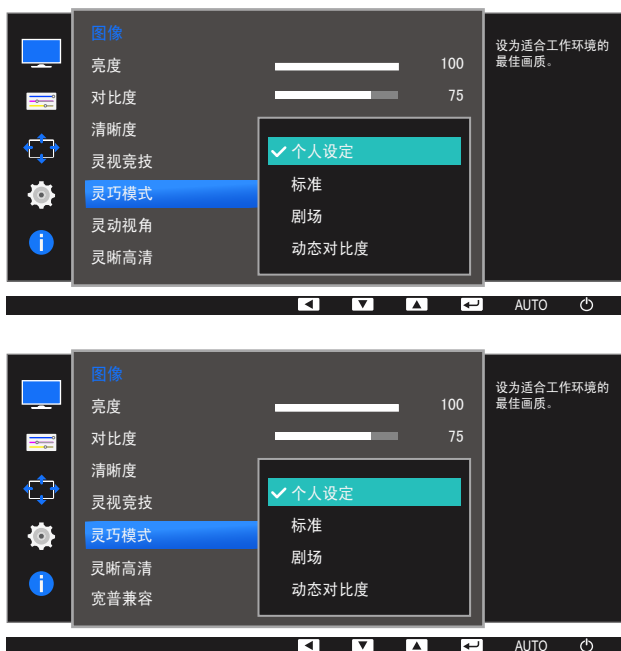 图像
亮度 100
对比度 75
清晰度
灵视竞技
灵巧模式
灵动视角
灵晰高清
个人设定
标准
剧场
动态对比度
设为适合工作环境的
最佳画质。
AUTO
图像
亮度 100
对比度 75
清晰度
灵视竞技
灵巧模式
灵晰高清
宽普兼容
个人设定
标准
剧场
动态对比度
设为适合工作环境的
最佳画质。
AUTO